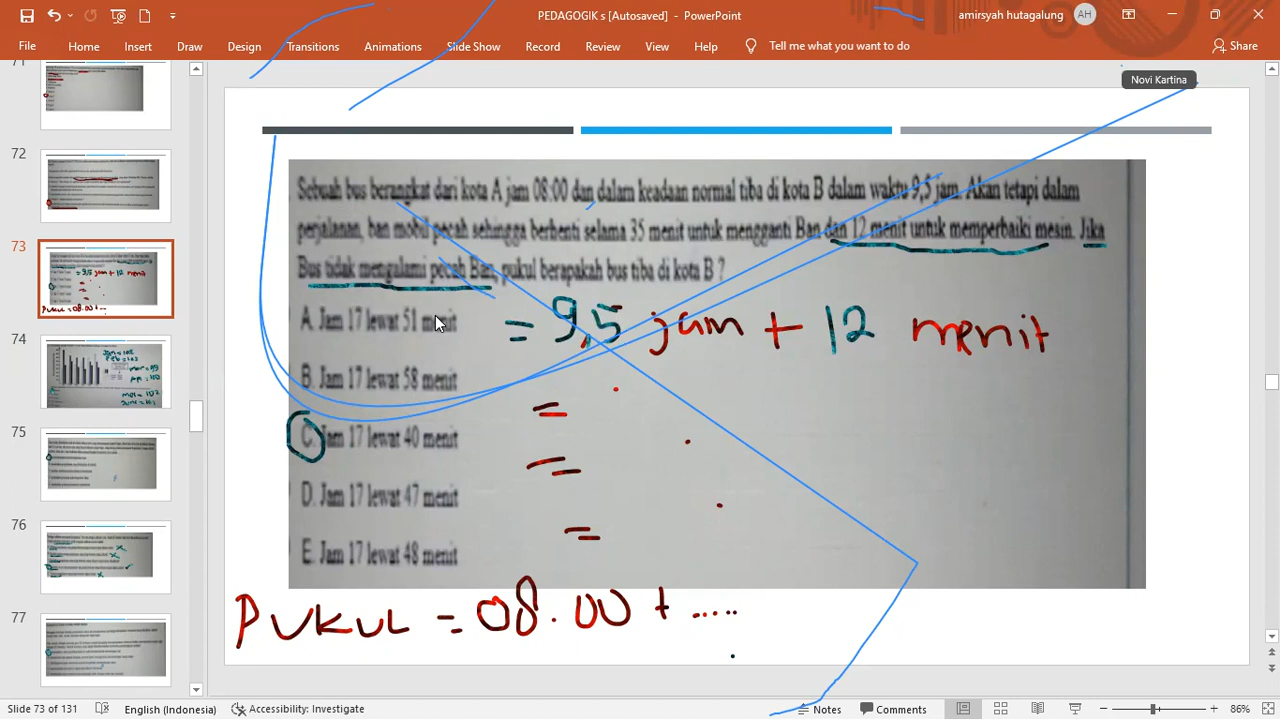 PEDAGOGIK s [Autosaved] - PowerPoint
amirsyah hutagalung AH
File Home Insert Draw Design Transitions Animations Slide Show Record Review View Help Tell me what you want to do Share
Novi Kartina
71
72
73
74
75
76
77
Sebuah bus berangkat dari kota A jam 08:00 dan dalam keadaan normal tiba di kota B dalam waktu 9,5 jam. Akan tetapi dalam
perjalanan, ban mobil pecah sehingga berhenti selama 35 menit untuk mengganti Ban dan 12 menit untuk memperbaiki mesin. Jika
Bus tidak mengalami pecah Ban, pukul berapakah bus tiba di kota B ?
A. Jam 17 lewat 51 menit
= 9,5 jam + 12 menit
B. Jam 17 lewat 58 menit
=
C. Jam 17 lewat 40 menit
=
D. Jam 17 lewat 47 menit
=
E. Jam 17 lewat 48 menit
Pukul = 08.00 + .....
Slide 73 of 131 English (Indonesia) Accessibility: Investigate Notes Comments 86%